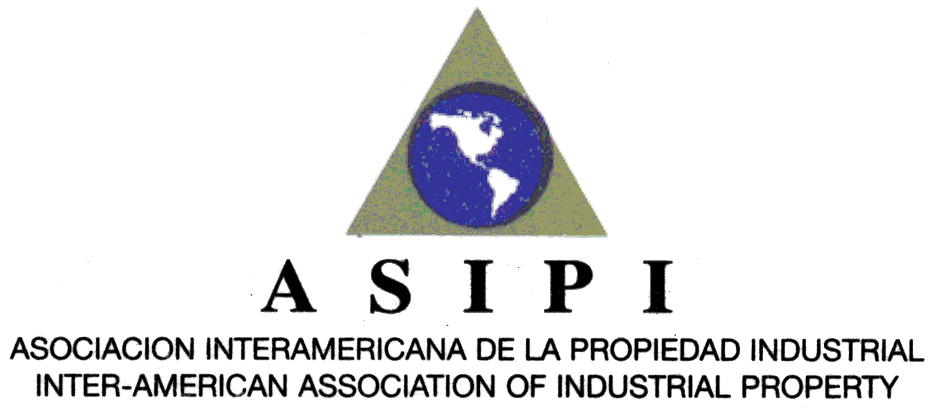 A S I P I
ASOCIACION INTERAMERICANA DE LA PROPIEDAD INDUSTRIAL
INTER-AMERICAN ASSOCIATION OF INDUSTRIAL PROPERTY